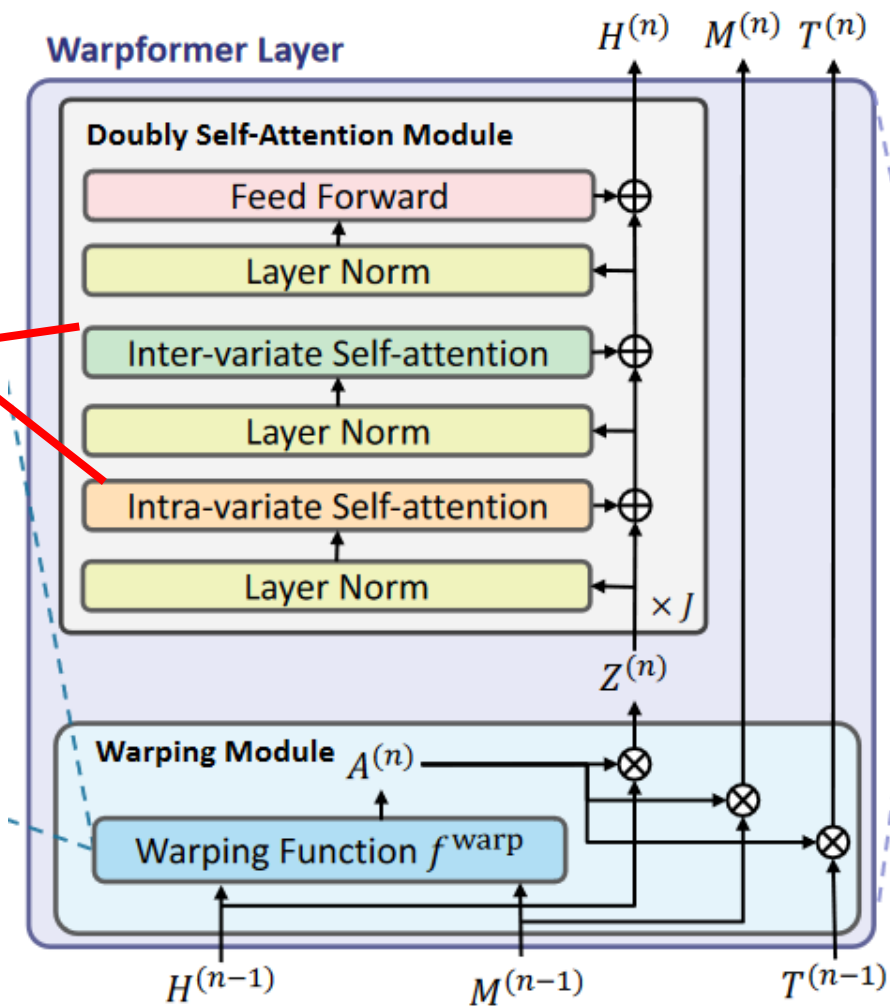 H^(n) M^(n) T^(n)
Warpformer Layer
Doubly Self-Attention Module
Feed Forward
Layer Norm
Inter-variate Self-attention
Layer Norm
Intra-variate Self-attention
Layer Norm
× J
Z^(n)
Warping Module
A^(n)
Warping Function f^warp
H^(n−1) M^(n−1) T^(n−1)